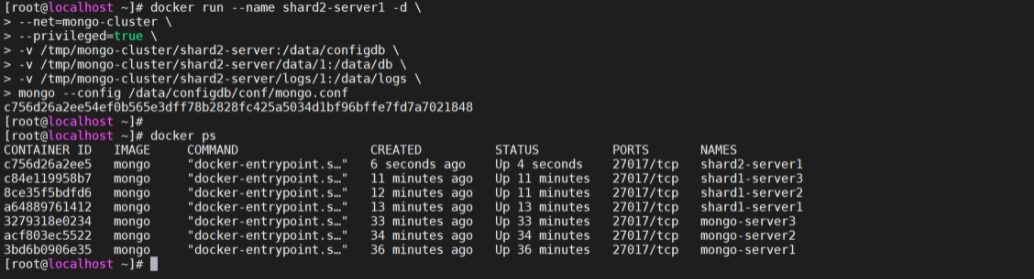 [root@localhost ~]# docker run --name shard2-server1 -d \
> --net=mongo-cluster \
> --privileged=true \
> -v /tmp/mongo-cluster/shard2-server:/data/configdb \
> -v /tmp/mongo-cluster/shard2-server/data/1:/data/db \
> -v /tmp/mongo-cluster/shard2-server/logs/1:/data/logs \
> mongo --config /data/configdb/conf/mongo.conf
c756d26a2ee54ef0b565e3dff78b2828fc425a5034d1bf96bffe7fd7a7021848
[root@localhost ~]#
[root@localhost ~]# docker ps
CONTAINER ID   IMAGE     COMMAND                  CREATED          STATUS          PORTS       NAMES
c756d26a2ee5   mongo     "docker-entrypoint.s…"   6 seconds ago    Up 4 seconds    27017/tcp   shard2-server1
c84e119958b7   mongo     "docker-entrypoint.s…"   11 minutes ago   Up 11 minutes   27017/tcp   shard1-server3
8ce35f5bdfd6   mongo     "docker-entrypoint.s…"   12 minutes ago   Up 11 minutes   27017/tcp   shard1-server2
a64889761412   mongo     "docker-entrypoint.s…"   13 minutes ago   Up 13 minutes   27017/tcp   shard1-server1
3279318e0234   mongo     "docker-entrypoint.s…"   33 minutes ago   Up 33 minutes   27017/tcp   mongo-server3
acf803ec5522   mongo     "docker-entrypoint.s…"   34 minutes ago   Up 34 minutes   27017/tcp   mongo-server2
3bd6b0906e35   mongo     "docker-entrypoint.s…"   36 minutes ago   Up 36 minutes   27017/tcp   mongo-server1
[root@localhost ~]#